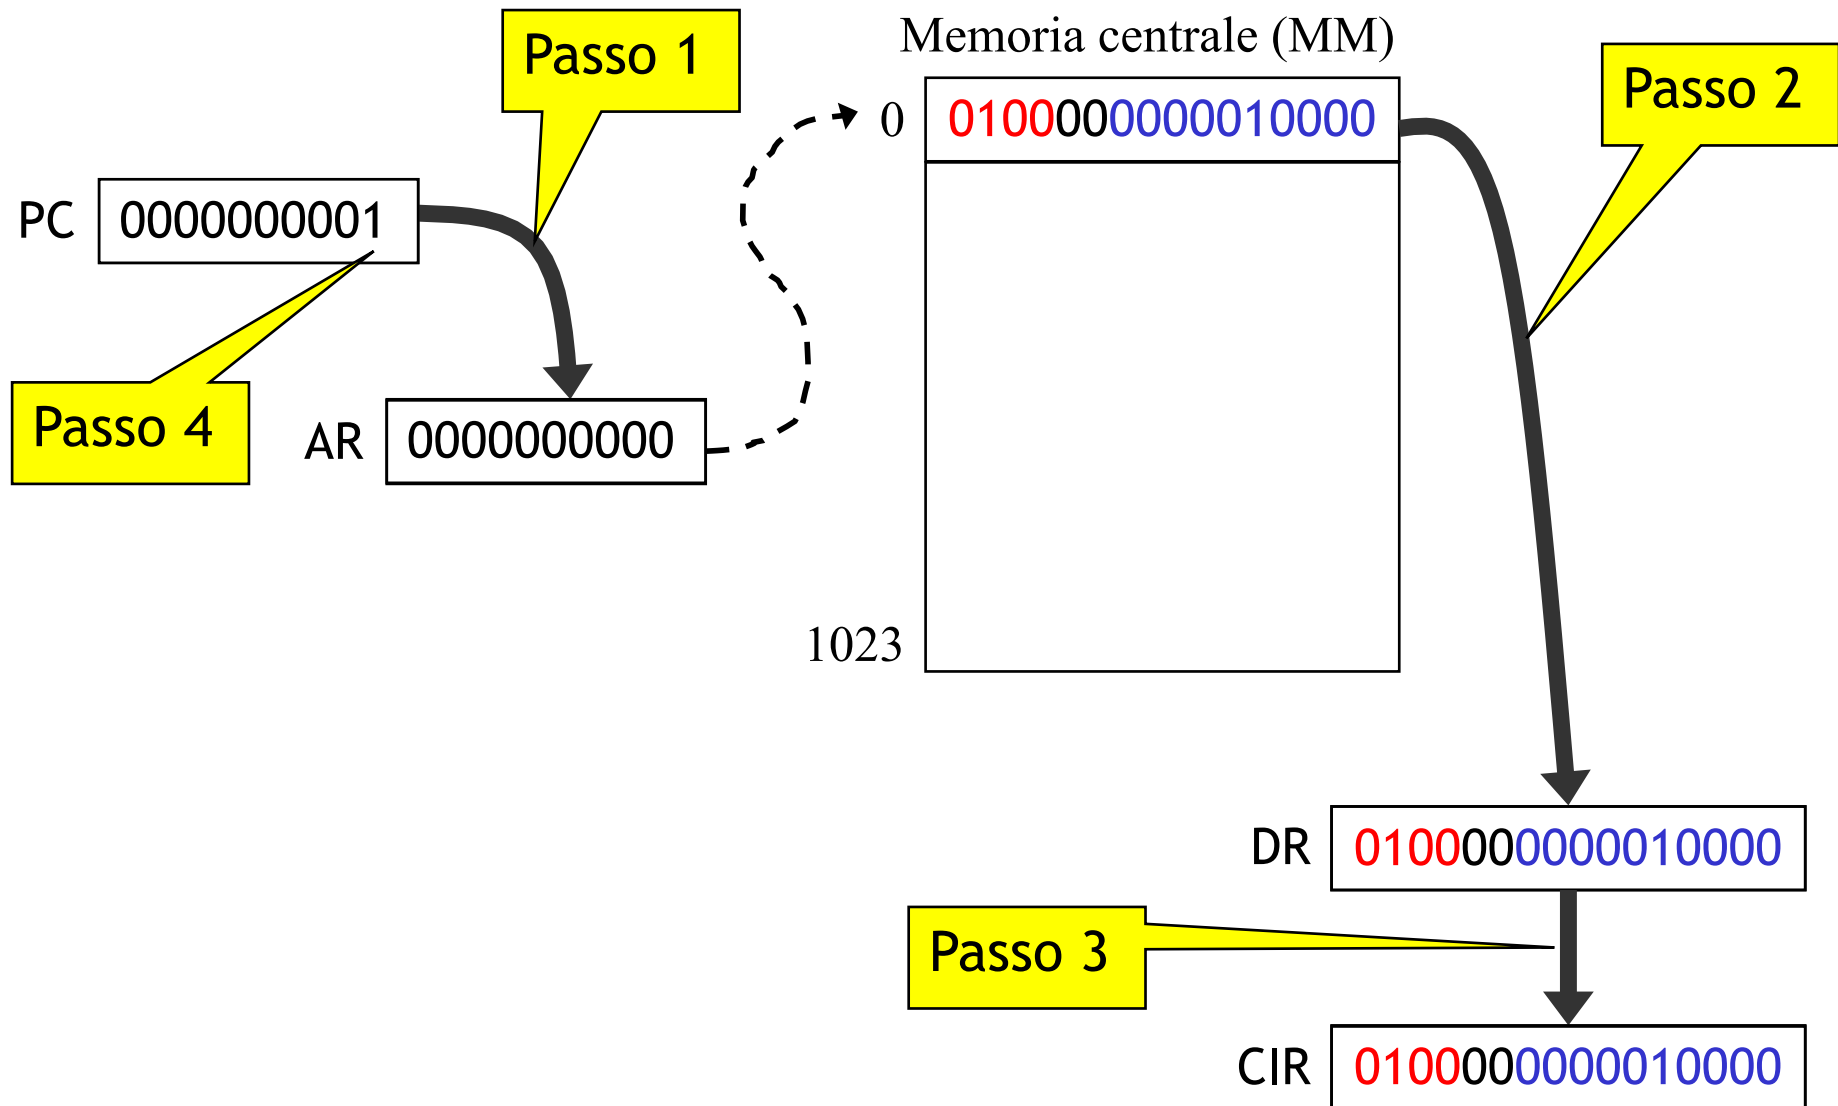 Memoria centrale (MM)
Passo 1
Passo 2
0 0100000000010000
PC 0000000001
Passo 4
AR 0000000000
1023
DR 0100000000010000
Passo 3
CIR 0100000000010000